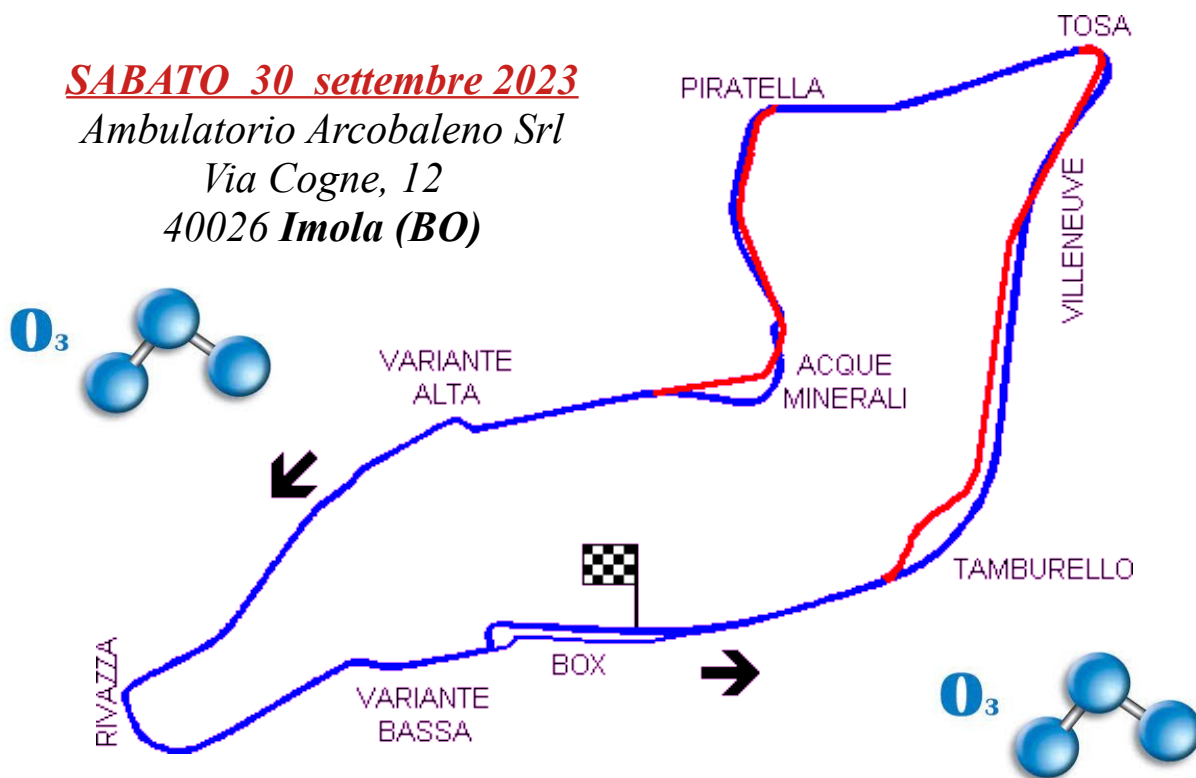 SABATO 30 settembre 2023
Ambulatorio Arcobaleno Srl
Via Cogne, 12
40026 Imola (BO)
TOSA
PIRATELLA
VILLENEUVE
O₃
VARIANTE
ALTA
ACQUE
MINERALI
TAMBURELLO
RIVAZZA
BOX
VARIANTE
BASSA
O₃